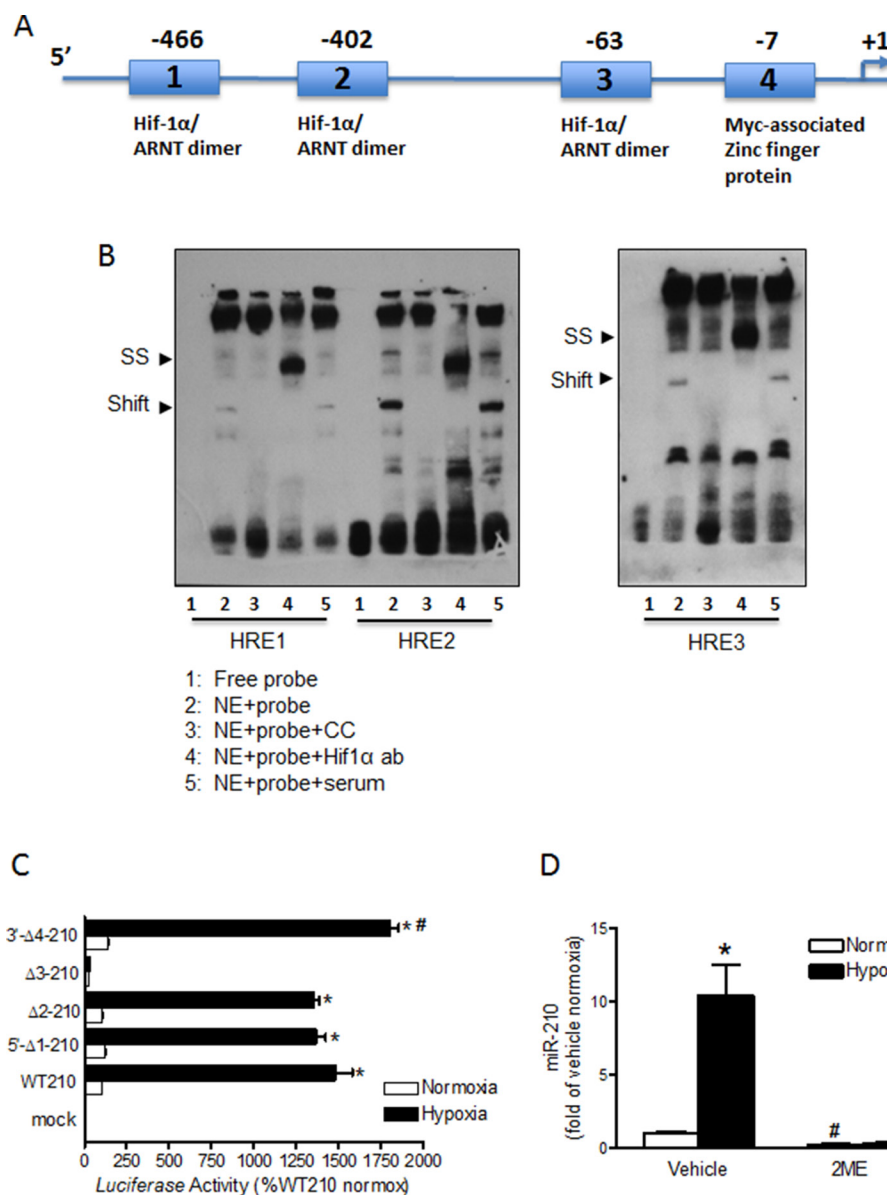 A
-466 -402 -63 -7 +1
5’
1 2 3 4
Hif-1α/ ARNT dimer
Hif-1α/ ARNT dimer
Hif-1α/ ARNT dimer
Myc-associated Zinc finger protein
B
SS
Shift
1 2 3 4 5 1 2 3 4 5
HRE1 HRE2
SS
Shift
1 2 3 4 5
HRE3
1: Free probe
2: NE+probe
3: NE+probe+CC
4: NE+probe+Hif1α ab
5: NE+probe+serum
C
3'-Δ4-210
Δ3-210
Δ2-210
5'-Δ1-210
WT210
mock
* #
*
*
*
Normoxia
Hypoxia
0 250 500 750 1000 1250 1500 1750 2000
Luciferase Activity (%WT210 normox)
D
miR-210
(fold of vehicle normoxia)
15
10
5
0
*
#
Norm
Hypo
Vehicle 2ME